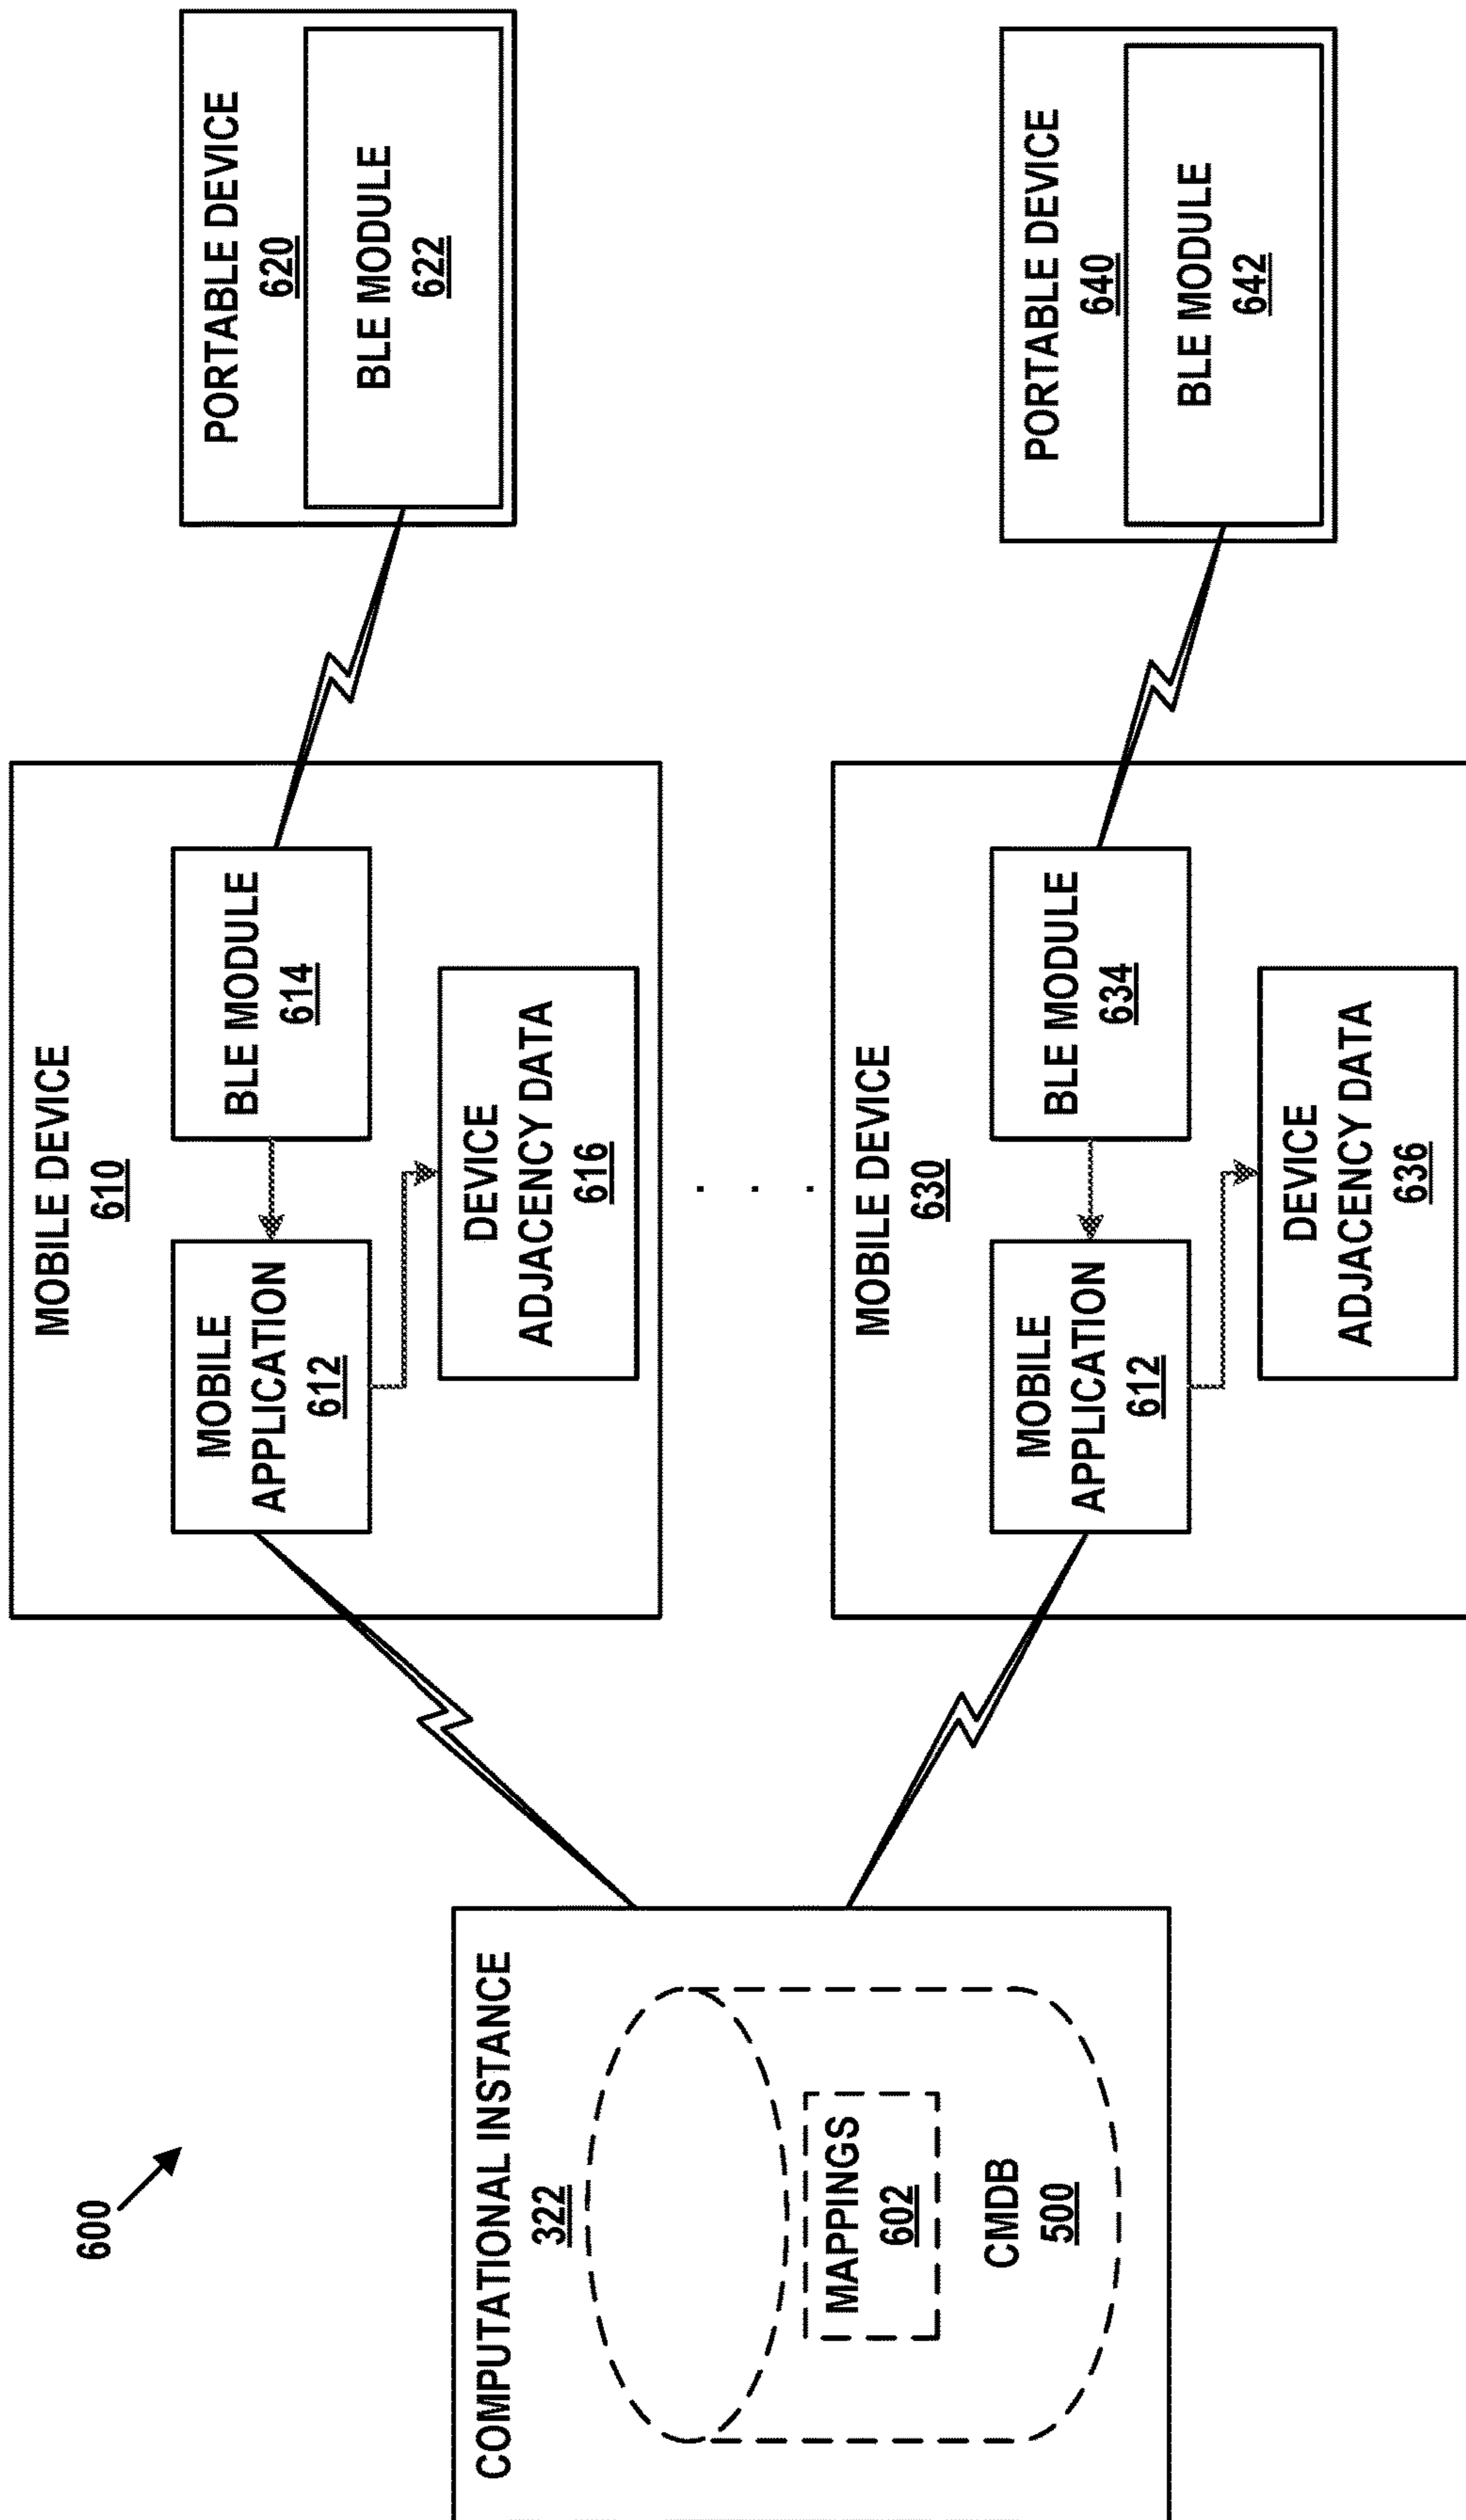 600
COMPUTATIONAL INSTANCE
322
MAPPINGS
602
CMDB
500
MOBILE DEVICE
610
MOBILE
APPLICATION
612
BLE MODULE
614
DEVICE
ADJACENCY DATA
616
PORTABLE DEVICE
620
BLE MODULE
622
. . .
MOBILE DEVICE
630
MOBILE
APPLICATION
612
BLE MODULE
634
DEVICE
ADJACENCY DATA
636
PORTABLE DEVICE
640
BLE MODULE
642